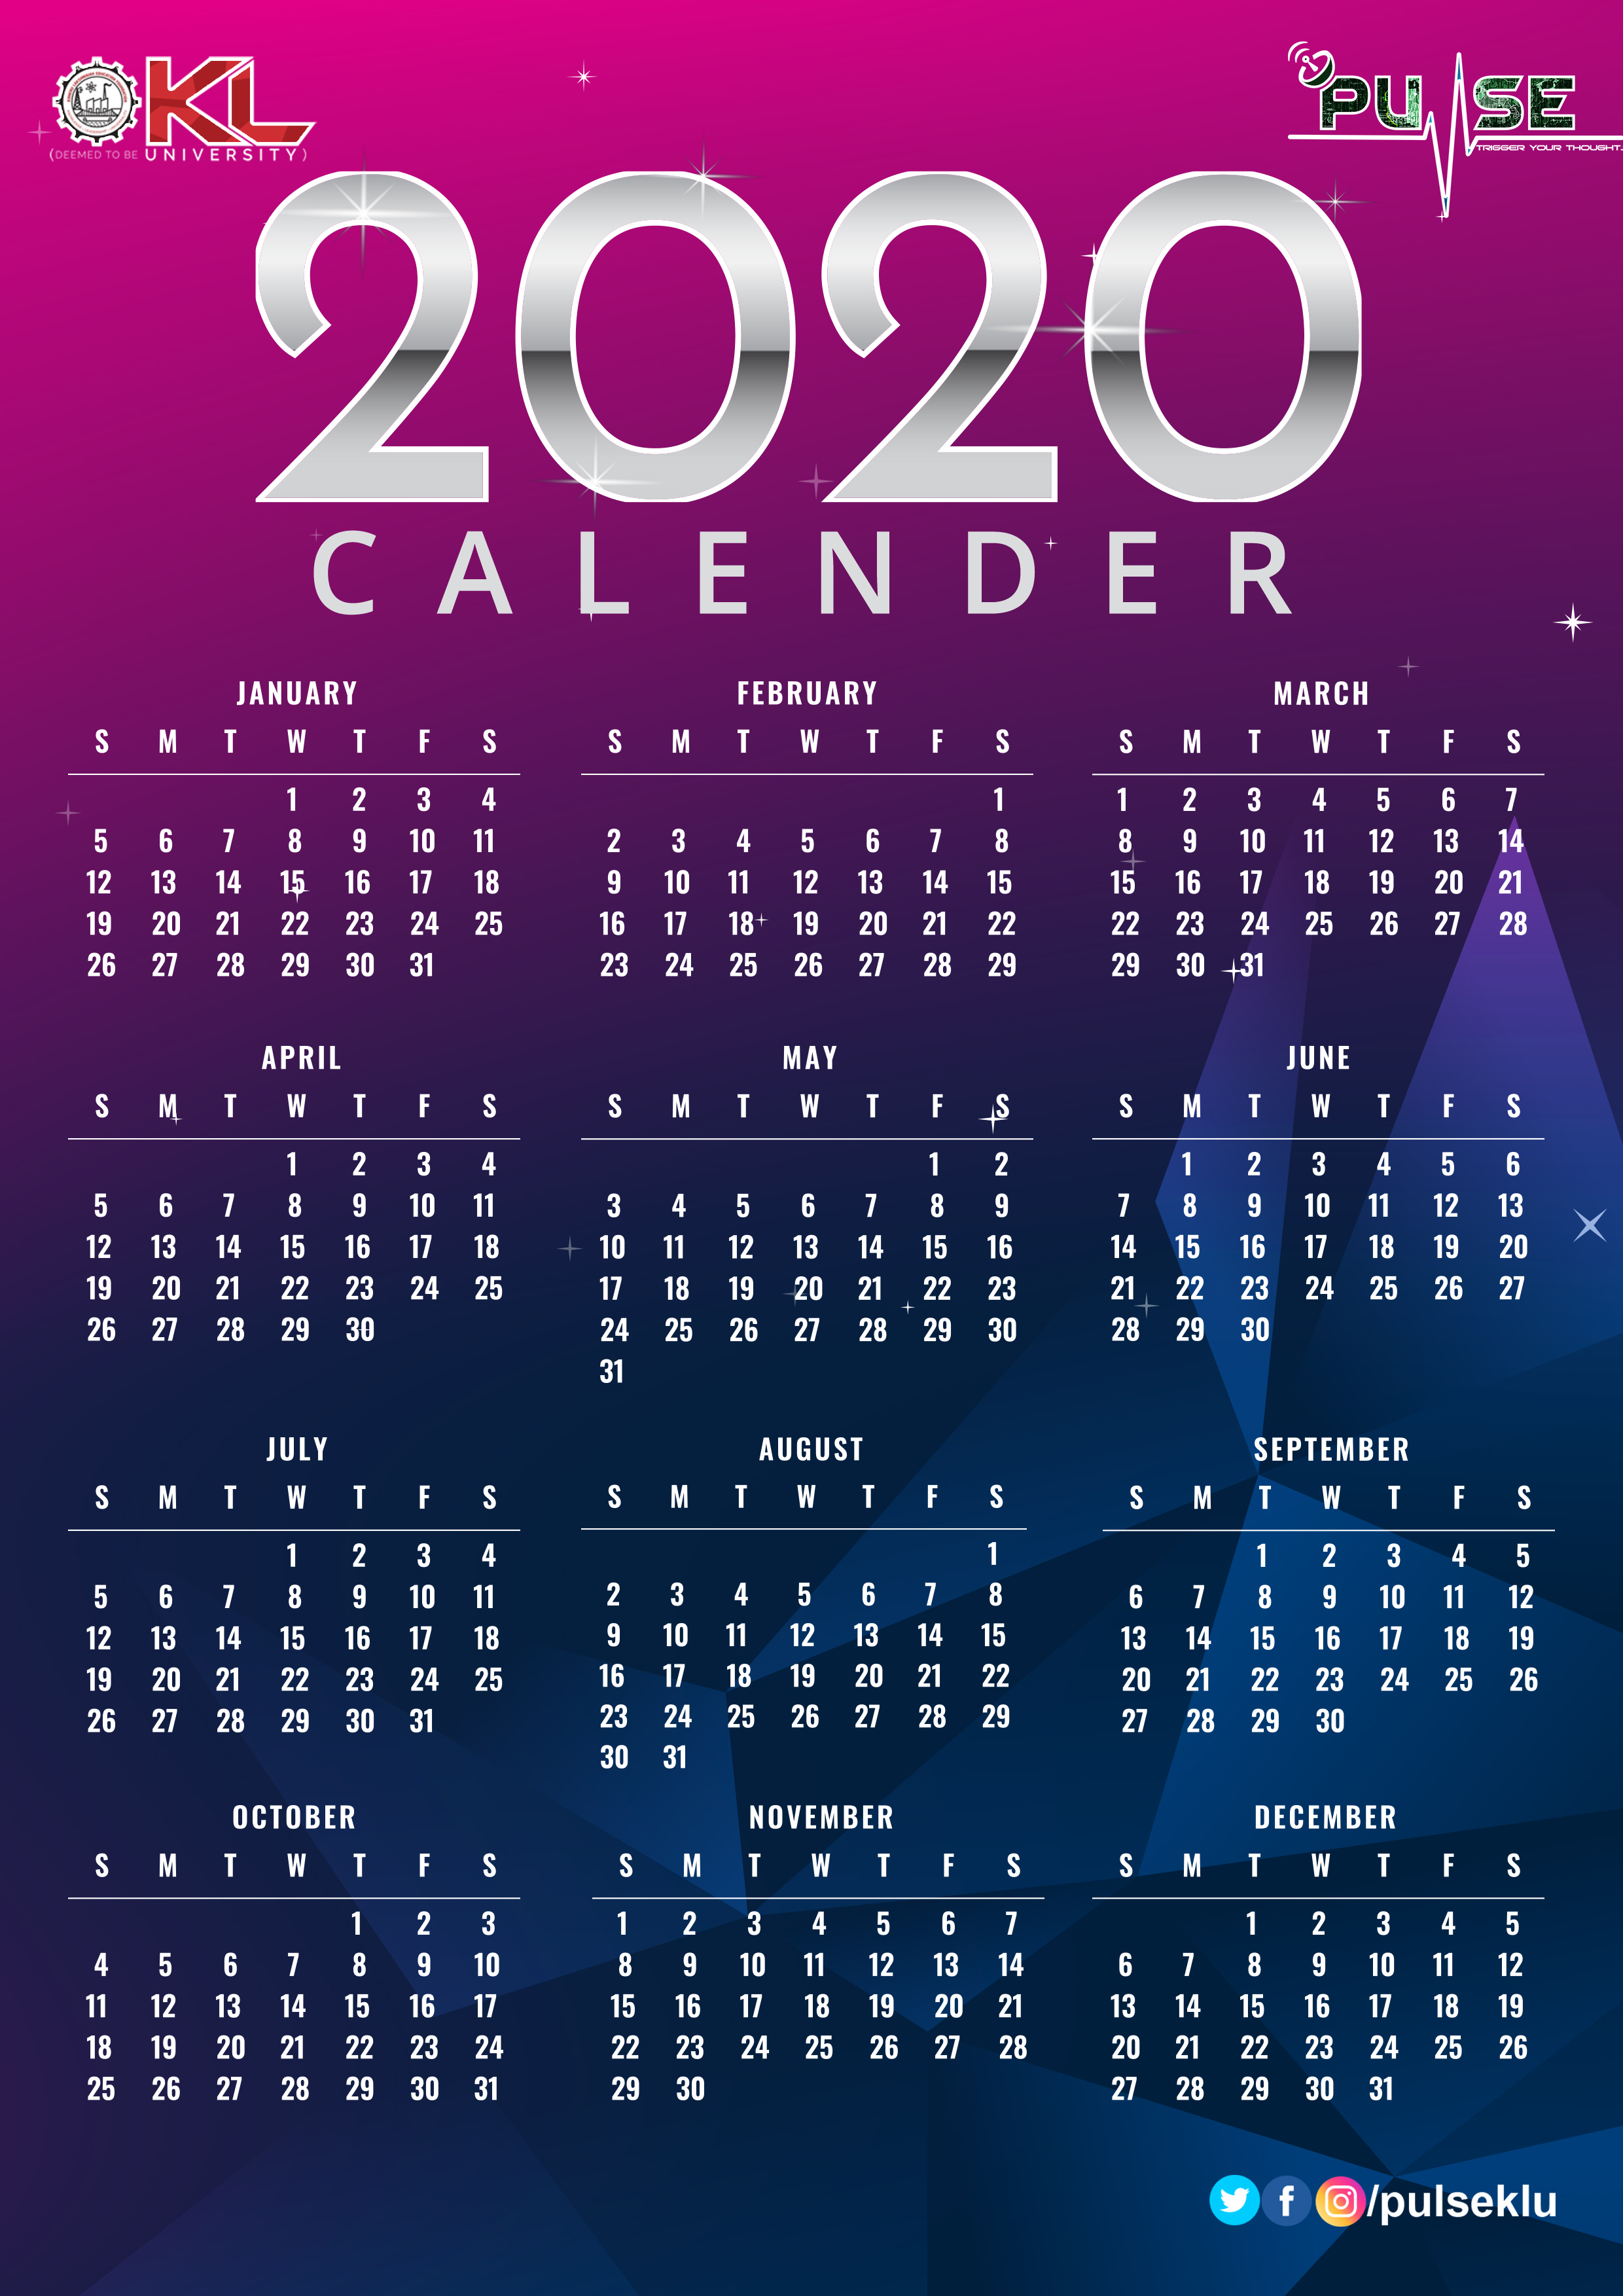 KL
(DEEMED TO BE UNIVERSITY)
PULSE
TRIGGER YOUR THOUGHT.
2020
CALENDER
JANUARY
S M T W T F S
1 2 3 4
5 6 7 8 9 10 11
12 13 14 15 16 17 18
19 20 21 22 23 24 25
26 27 28 29 30 31
FEBRUARY
S M T W T F S
1
2 3 4 5 6 7 8
9 10 11 12 13 14 15
16 17 18 19 20 21 22
23 24 25 26 27 28 29
MARCH
S M T W T F S
1 2 3 4 5 6 7
8 9 10 11 12 13 14
15 16 17 18 19 20 21
22 23 24 25 26 27 28
29 30 31
APRIL
S M T W T F S
1 2 3 4
5 6 7 8 9 10 11
12 13 14 15 16 17 18
19 20 21 22 23 24 25
26 27 28 29 30
MAY
S M T W T F S
1 2
3 4 5 6 7 8 9
10 11 12 13 14 15 16
17 18 19 20 21 22 23
24 25 26 27 28 29 30
31
JUNE
S M T W T F S
1 2 3 4 5 6
7 8 9 10 11 12 13
14 15 16 17 18 19 20
21 22 23 24 25 26 27
28 29 30
JULY
S M T W T F S
1 2 3 4
5 6 7 8 9 10 11
12 13 14 15 16 17 18
19 20 21 22 23 24 25
26 27 28 29 30 31
AUGUST
S M T W T F S
1
2 3 4 5 6 7 8
9 10 11 12 13 14 15
16 17 18 19 20 21 22
23 24 25 26 27 28 29
30 31
SEPTEMBER
S M T W T F S
1 2 3 4 5
6 7 8 9 10 11 12
13 14 15 16 17 18 19
20 21 22 23 24 25 26
27 28 29 30
OCTOBER
S M T W T F S
1 2 3
4 5 6 7 8 9 10
11 12 13 14 15 16 17
18 19 20 21 22 23 24
25 26 27 28 29 30 31
NOVEMBER
S M T W T F S
1 2 3 4 5 6 7
8 9 10 11 12 13 14
15 16 17 18 19 20 21
22 23 24 25 26 27 28
29 30
DECEMBER
S M T W T F S
1 2 3 4 5
6 7 8 9 10 11 12
13 14 15 16 17 18 19
20 21 22 23 24 25 26
27 28 29 30 31
/pulseklu